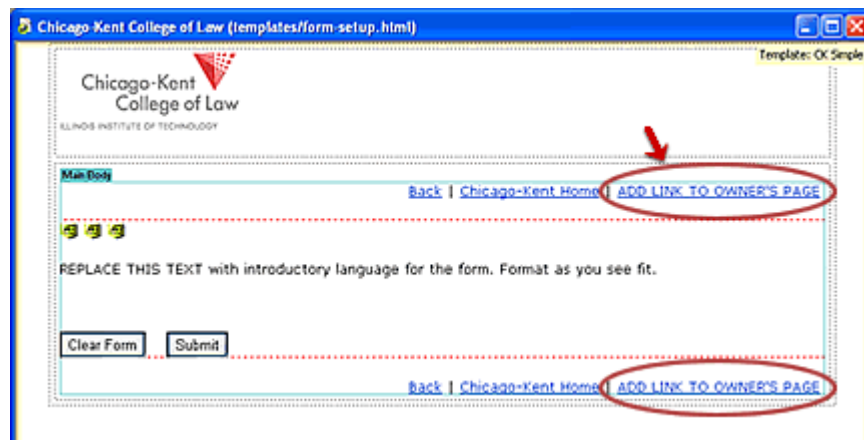 Chicago-Kent College of Law (templates/form-setup.html)
Template: CK Simple
Chicago-Kent
College of Law
ILLINOIS INSTITUTE OF TECHNOLOGY
Main Body
Back | Chicago-Kent Home | ADD LINK TO OWNER'S PAGE
REPLACE THIS TEXT with introductory language for the form. Format as you see fit.
Clear Form Submit
Back | Chicago-Kent Home | ADD LINK TO OWNER'S PAGE